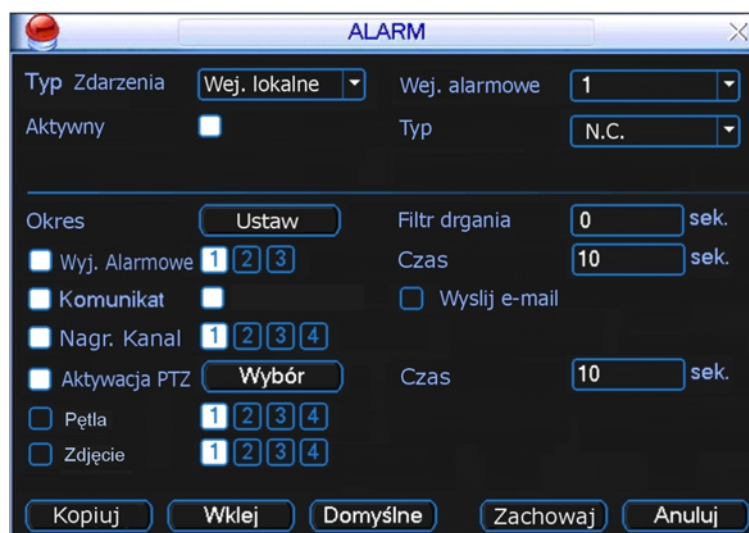 ALARM
Typ Zdarzenia Wej. lokalne Wej. alarmowe 1
Aktywny Typ N.C.
Okres Ustaw Filtr drgania 0 sek.
Wyj. Alarmowe 1 2 3 Czas 10 sek.
Komunikat Wyslij e-mail
Nagr. Kanal 1 2 3 4
Aktywacja PTZ Wybór Czas 10 sek.
Pętla 1 2 3 4
Zdjęcie 1 2 3 4
Kopiuj Wklej Domyślne Zachowaj Anuluj